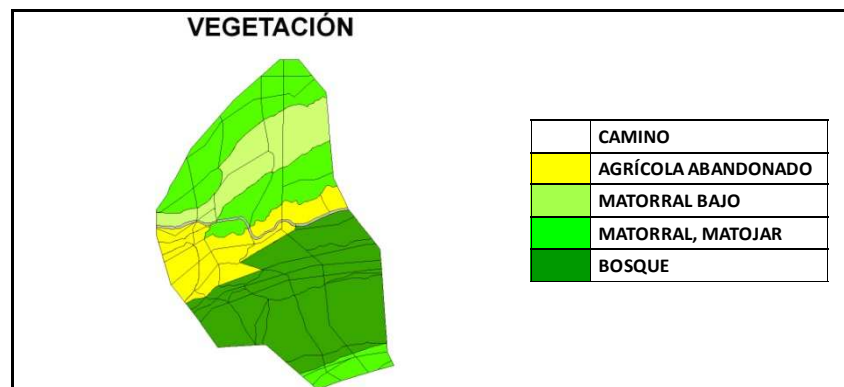 VEGETACIÓN
CAMINO
AGRÍCOLA ABANDONADO
MATORRAL BAJO
MATORRAL, MATOJAR
BOSQUE